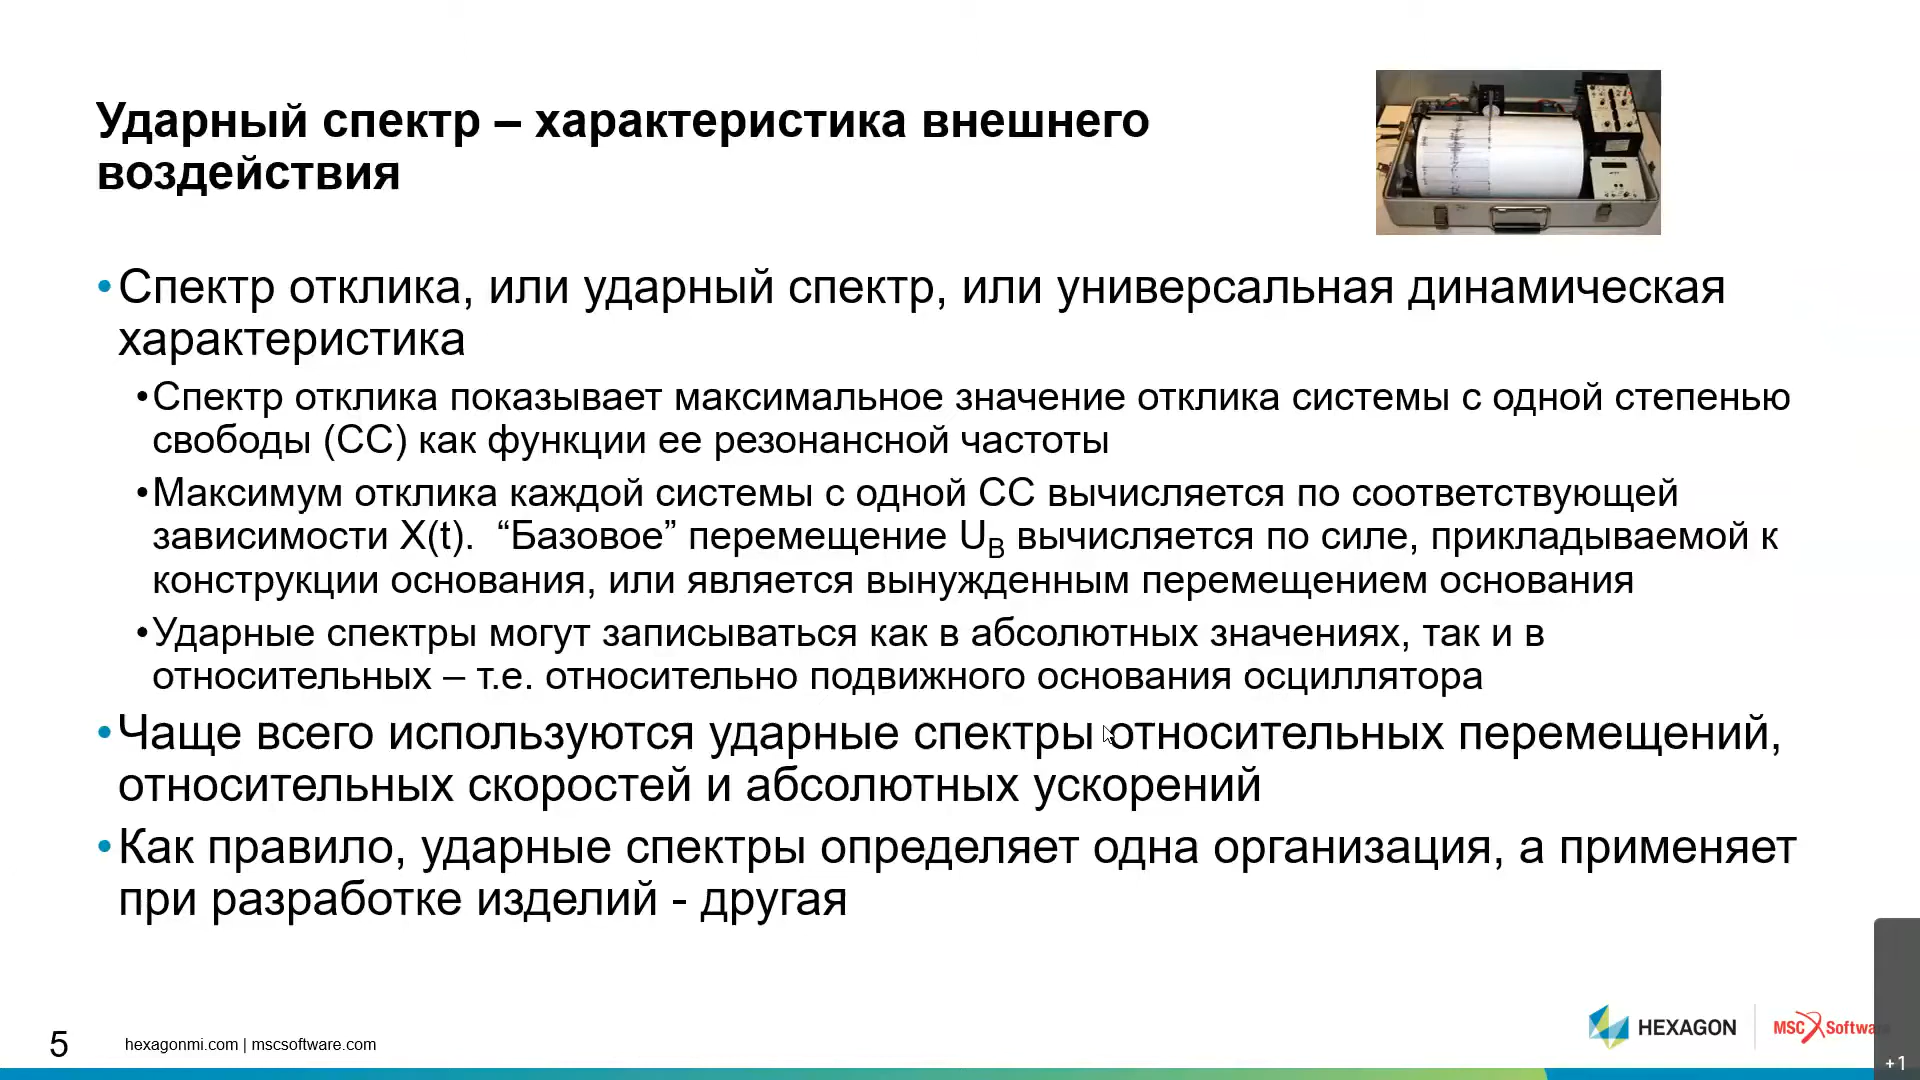 Ударный спектр – характеристика внешнего
воздействия
•Спектр отклика, или ударный спектр, или универсальная динамическая
характеристика
•Спектр отклика показывает максимальное значение отклика системы с одной степенью
свободы (СС) как функции ее резонансной частоты
•Максимум отклика каждой системы с одной СС вычисляется по соответствующей
зависимости X(t). “Базовое” перемещение UB вычисляется по силе, прикладываемой к
конструкции основания, или является вынужденным перемещением основания
•Ударные спектры могут записываться как в абсолютных значениях, так и в
относительных – т.е. относительно подвижного основания осциллятора
•Чаще всего используются ударные спектры относительных перемещений,
относительных скоростей и абсолютных ускорений
•Как правило, ударные спектры определяет одна организация, а применяет
при разработке изделий - другая
5
hexagonmi.com | mscsoftware.com
HEXAGON
MSC Software
+1